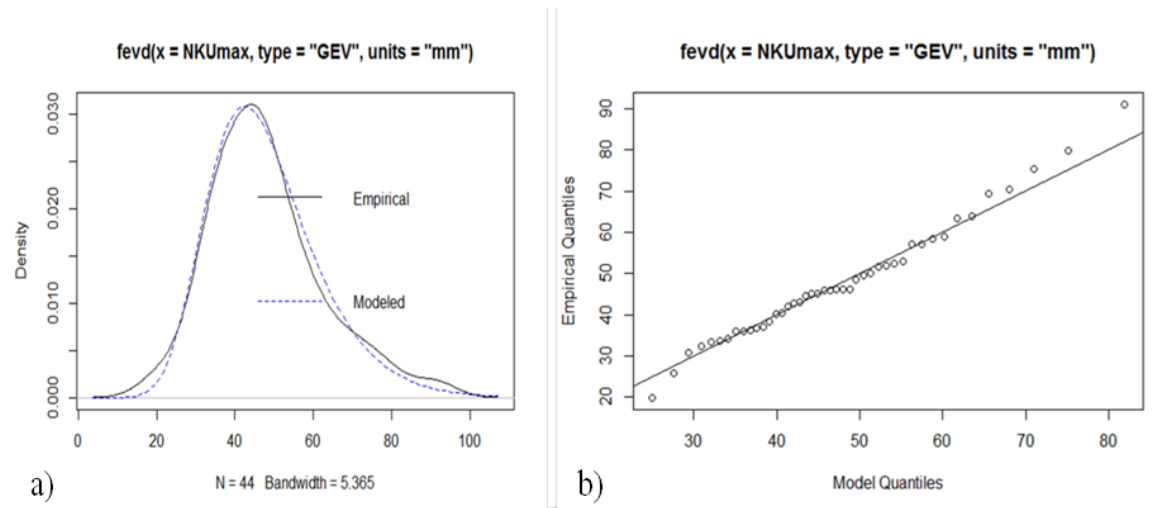 fevd(x = NKUmax, type = "GEV", units = "mm")
Density
0.030
0.020
0.010
0.000
Empirical
Modeled
0 20 40 60 80 100
N = 44 Bandwidth = 5.365
a)
fevd(x = NKUmax, type = "GEV", units = "mm")
Empirical Quantiles
90
80
70
60
50
40
30
20
30 40 50 60 70 80
Model Quantiles
b)